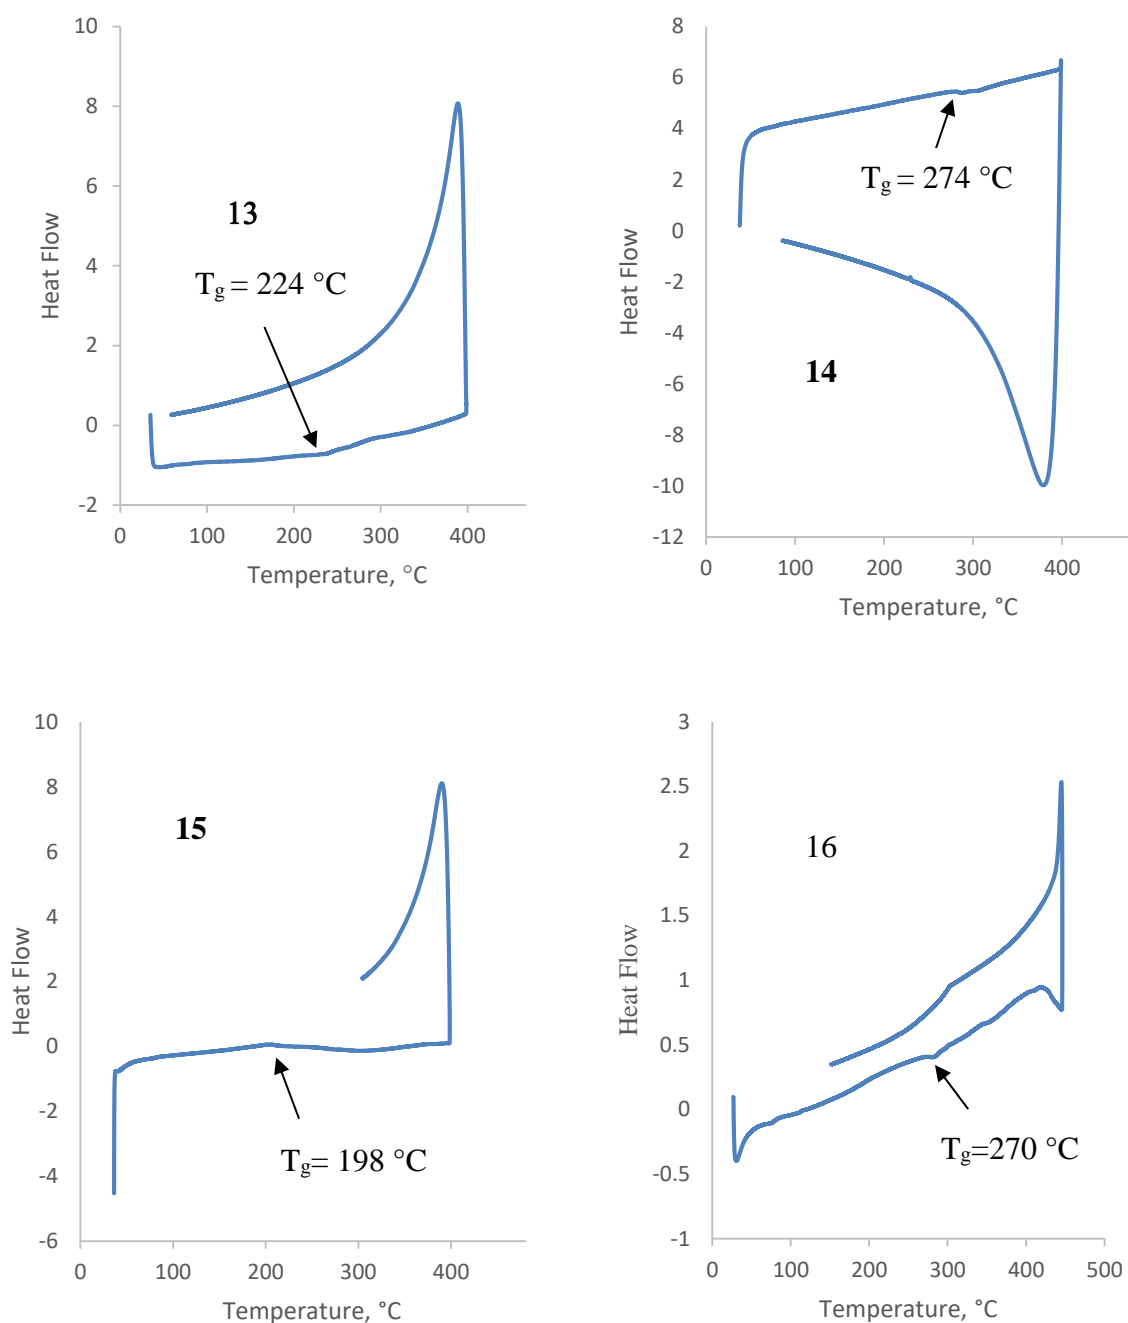 10
8
6
4
2
0
-2
0 100 200 300 400
Heat Flow
Temperature, °C
13
Tg = 224 °C
8
6
4
2
0
-2
-4
-6
-8
-10
-12
0 100 200 300 400
Heat Flow
Temperature, °C
Tg = 274 °C
14
10
8
6
4
2
0
-2
-4
-6
0 100 200 300 400
Heat Flow
Temperature, °C
15
Tg= 198 °C
3
2.5
2
1.5
1
0.5
0
-0.5
-1
0 100 200 300 400 500
Heat Flow
Temperature, °C
16
Tg=270 °C